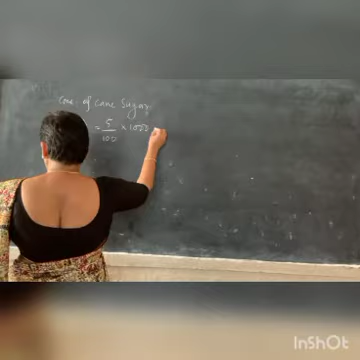 Conc. of cane sugar
= 5/100 × 1000
InShOt